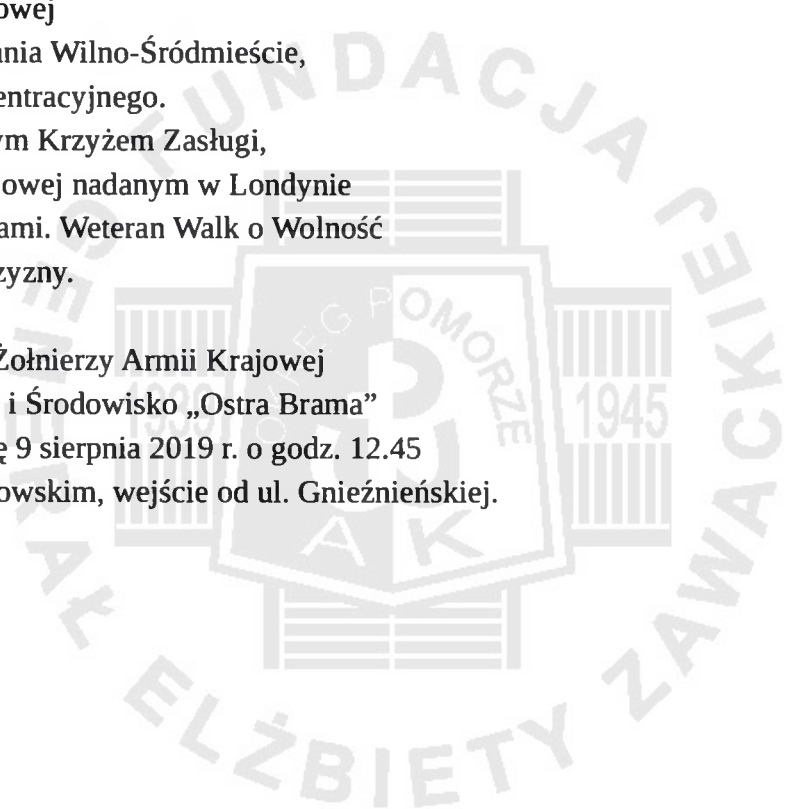 owej
ania Wilno-Śródmieście,
entracyjnego.
ym Krzyżem Zasługi,
owej nadanym w Londynie
ami. Weteran Walk o Wolność
zyzny.
Żołnierzy Armii Krajowej
i Środowisko „Ostra Brama”
ę 9 sierpnia 2019 r. o godz. 12.45
owskim, wejście od ul. Gnieźnieńskiej.
FUNDACJA
GENERAŁ ELŻBIETY ZAWACKIEJ
OMEG POMORZE
1939
1945
AK